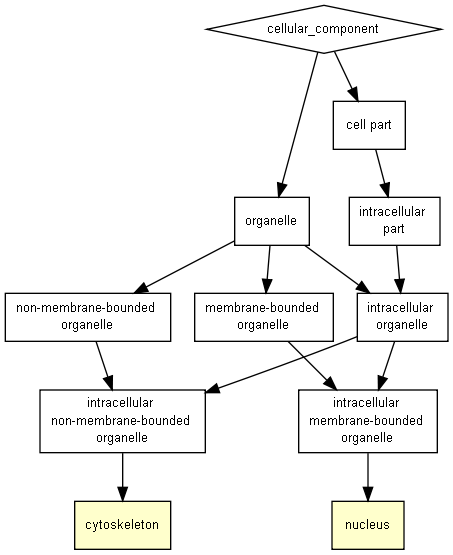 cellular_component
cell part
organelle
intracellular
part
non-membrane-bounded
organelle
membrane-bounded
organelle
intracellular
organelle
intracellular
non-membrane-bounded
organelle
intracellular
membrane-bounded
organelle
cytoskeleton
nucleus